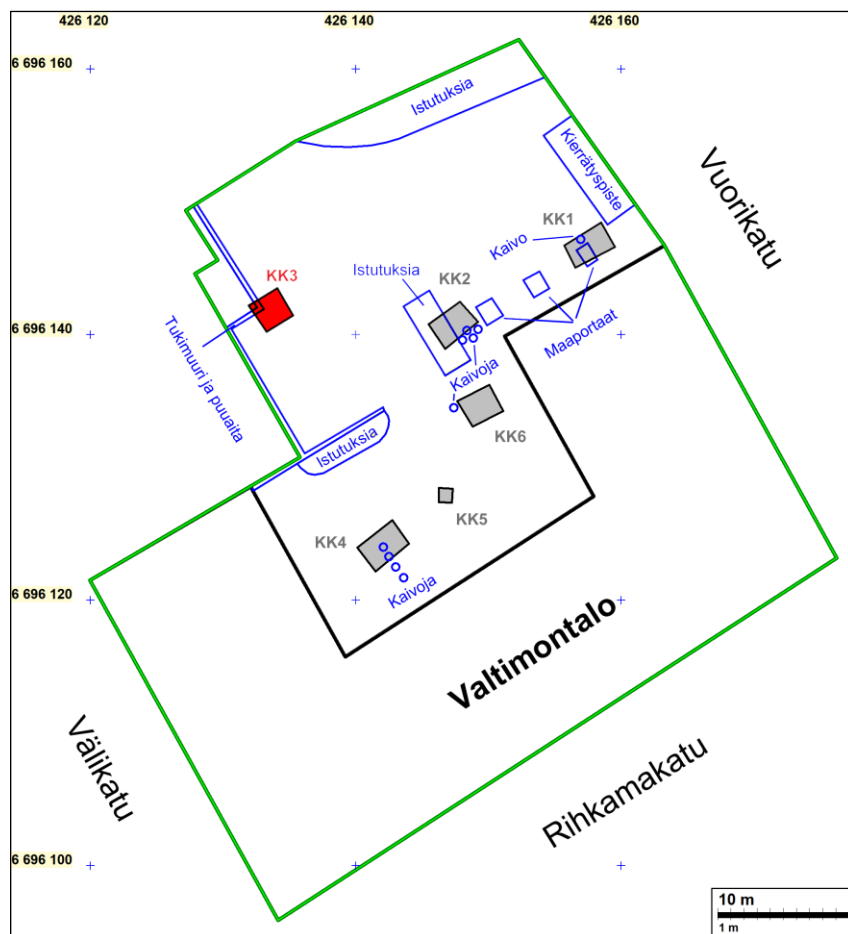 426 120
426 140
426 160
6 696 160
Istutuksia
Kierrätyspiste
Vuorikatu
KK1
Kaivo
Istutuksia
KK2
KK3
6 696 140
Maaportaat
Tukimuuri ja puuaita
Kaivoja
KK6
Istutuksia
KK5
KK4
Kaivoja
6 696 120
Valtimontalo
Välikatu
Rihkamakatu
6 696 100
10 m
1 m